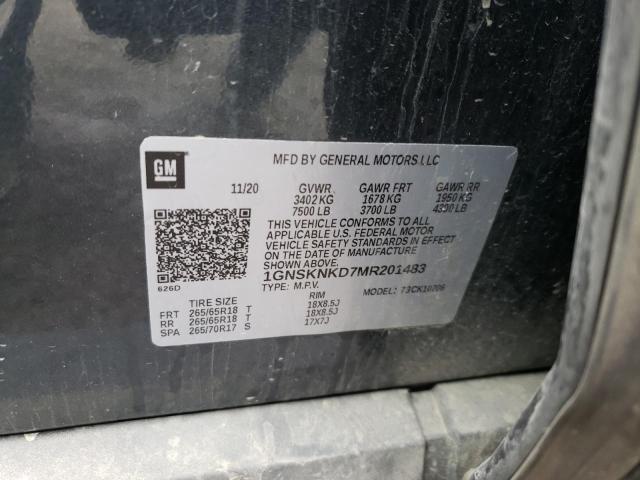 GM
MFD BY GENERAL MOTORS LLC
11/20 GVWR GAWR FRT GAWR RR
3402 KG 1678 KG 1950 KG
7500 LB 3700 LB 4300 LB
THIS VEHICLE CONFORMS TO ALL
APPLICABLE U.S. FEDERAL MOTOR
VEHICLE SAFETY STANDARDS IN EFFECT
ON THE DATE OF MANUFACTURE SHOWN ABOVE.
626D 1GNSKNKD7MR201483
TYPE: M.P.V. MODEL: 73CK10706
TIRE SIZE RIM
FRT 265/65R18 T 18X8.5J
RR 265/65R18 T 18X8.5J
SPA 265/70R17 S 17X7J